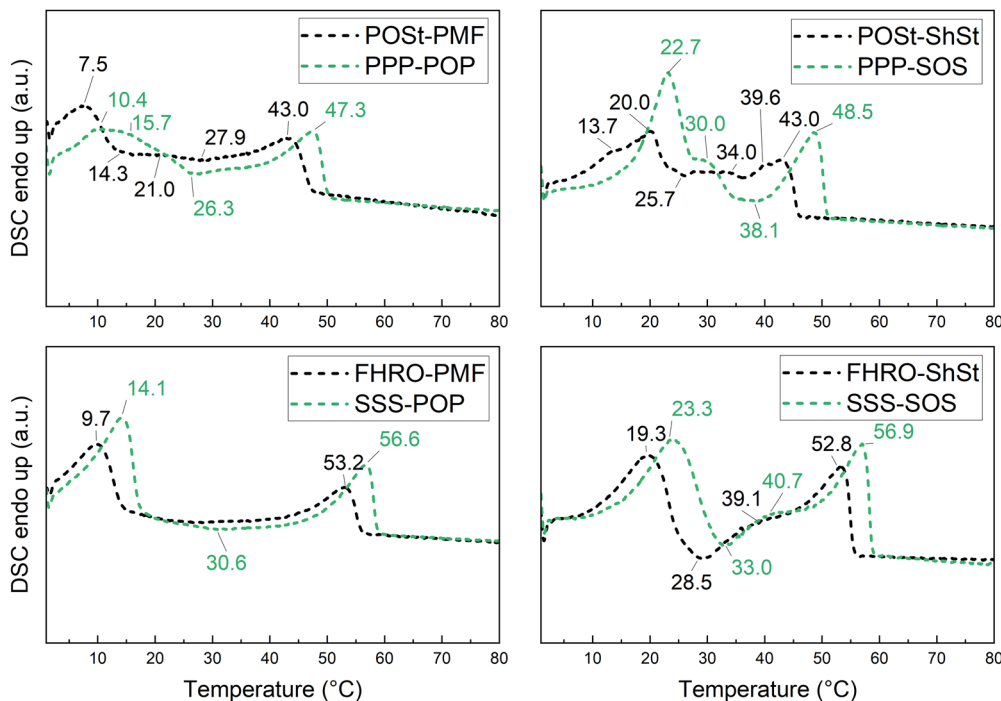 DSC endo up (a.u.)
POSt-PMF
PPP-POP
7.5
10.4
15.7
14.3
21.0
27.9
26.3
43.0
47.3
10 20 30 40 50 60 70 80
POSt-ShSt
PPP-SOS
22.7
20.0
13.7
30.0
39.6
43.0
48.5
34.0
25.7
38.1
10 20 30 40 50 60 70 80
DSC endo up (a.u.)
FHRO-PMF
SSS-POP
14.1
9.7
56.6
53.2
30.6
10 20 30 40 50 60 70 80
Temperature (°C)
FHRO-ShSt
SSS-SOS
23.3
19.3
52.8
56.9
39.1
40.7
33.0
28.5
10 20 30 40 50 60 70 80
Temperature (°C)